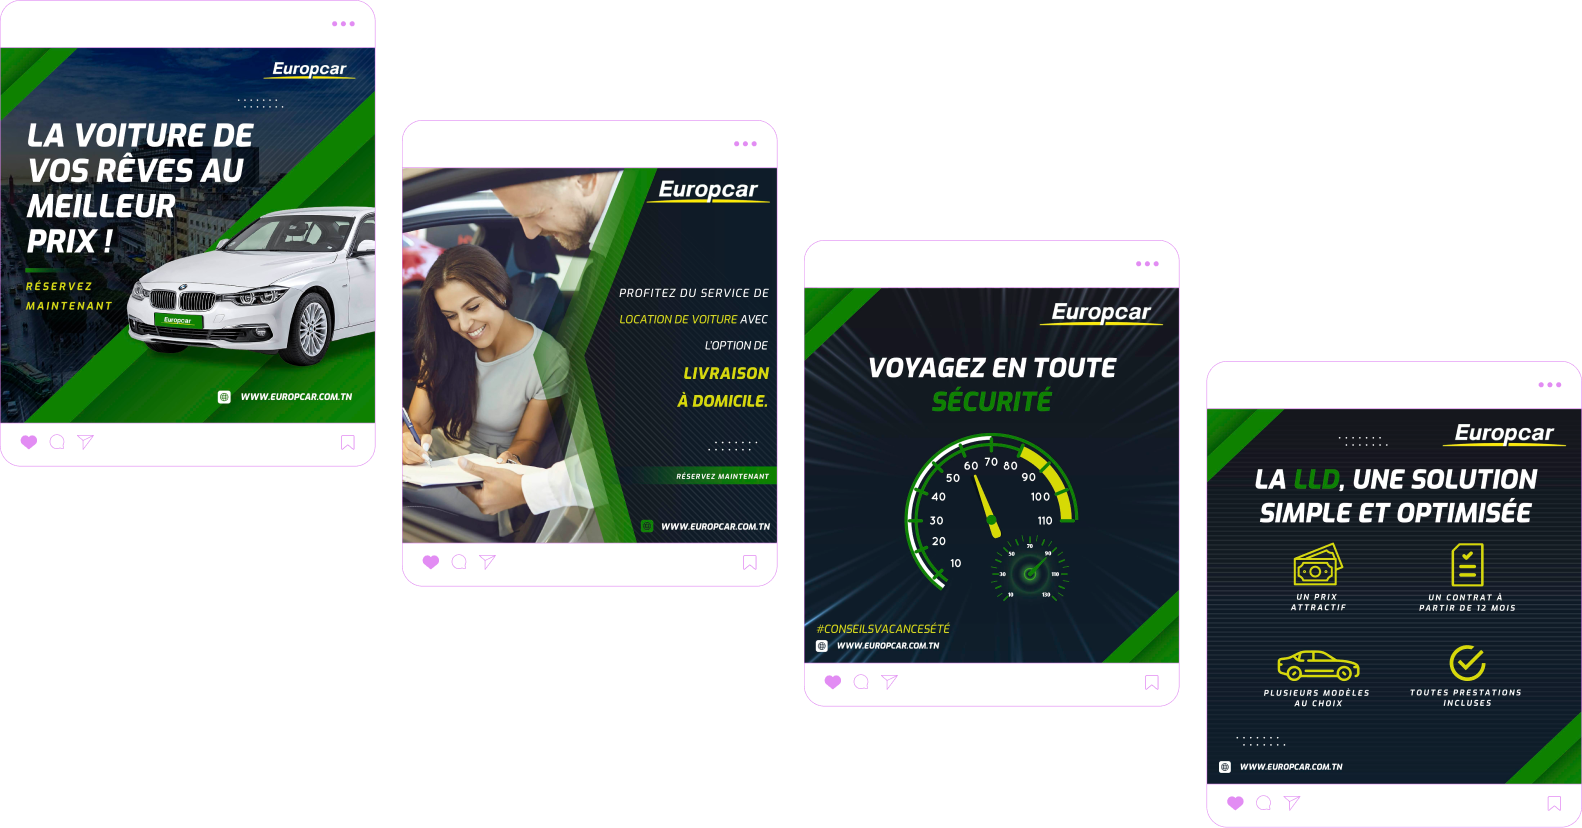 Europcar
LA VOITURE DE
VOS RÊVES AU
MEILLEUR
PRIX !
RÉSERVEZ
MAINTENANT
Europcar
WWW.EUROPCAR.COM.TN
Europcar
PROFITEZ DU SERVICE DE
LOCATION DE VOITURE AVEC
L'OPTION DE
LIVRAISON
À DOMICILE.
RÉSERVEZ MAINTENANT
WWW.EUROPCAR.COM.TN
Europcar
VOYAGEZ EN TOUTE
SÉCURITÉ
10
20
30
40
50
60
70
80
90
100
110
10
30
50
70
90
110
130
#CONSEILSVACANCESÉTÉ
WWW.EUROPCAR.COM.TN
Europcar
LA LLD, UNE SOLUTION
SIMPLE ET OPTIMISÉE
UN PRIX
ATTRACTIF
UN CONTRAT À
PARTIR DE 12 MOIS
PLUSIEURS MODÈLES
AU CHOIX
TOUTES PRESTATIONS
INCLUSES
WWW.EUROPCAR.COM.TN